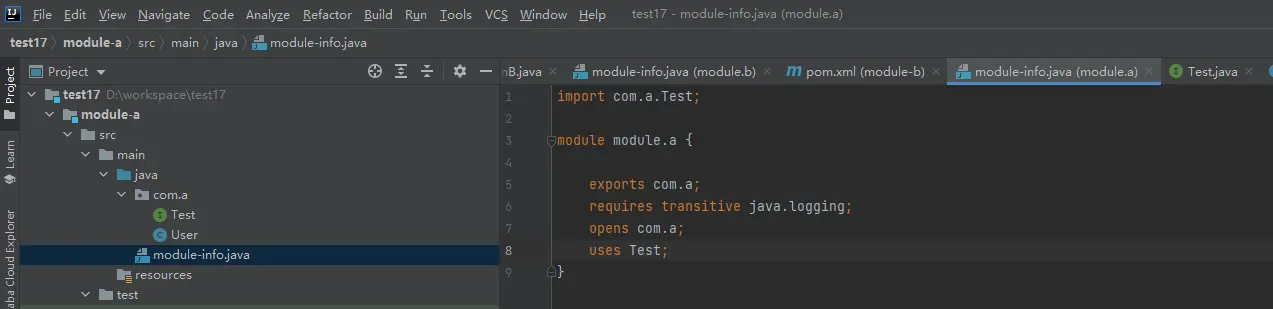 File Edit View Navigate Code Analyze Refactor Build Run Tools VCS Window Help test17 - module-info.java (module.a)
test17 module-a src main java module-info.java
Project
nB.java module-info.java (module.b) pom.xml (module-b) module-info.java (module.a) Test.java
Project
Learn
aba Cloud Explorer
test17 D:\workspace\test17
module-a
src
main
java
com.a
Test
User
module-info.java
resources
test
1 import com.a.Test;
2
3 module module.a {
4
5 exports com.a;
6 requires transitive java.logging;
7 opens com.a;
8 uses Test;
9 }